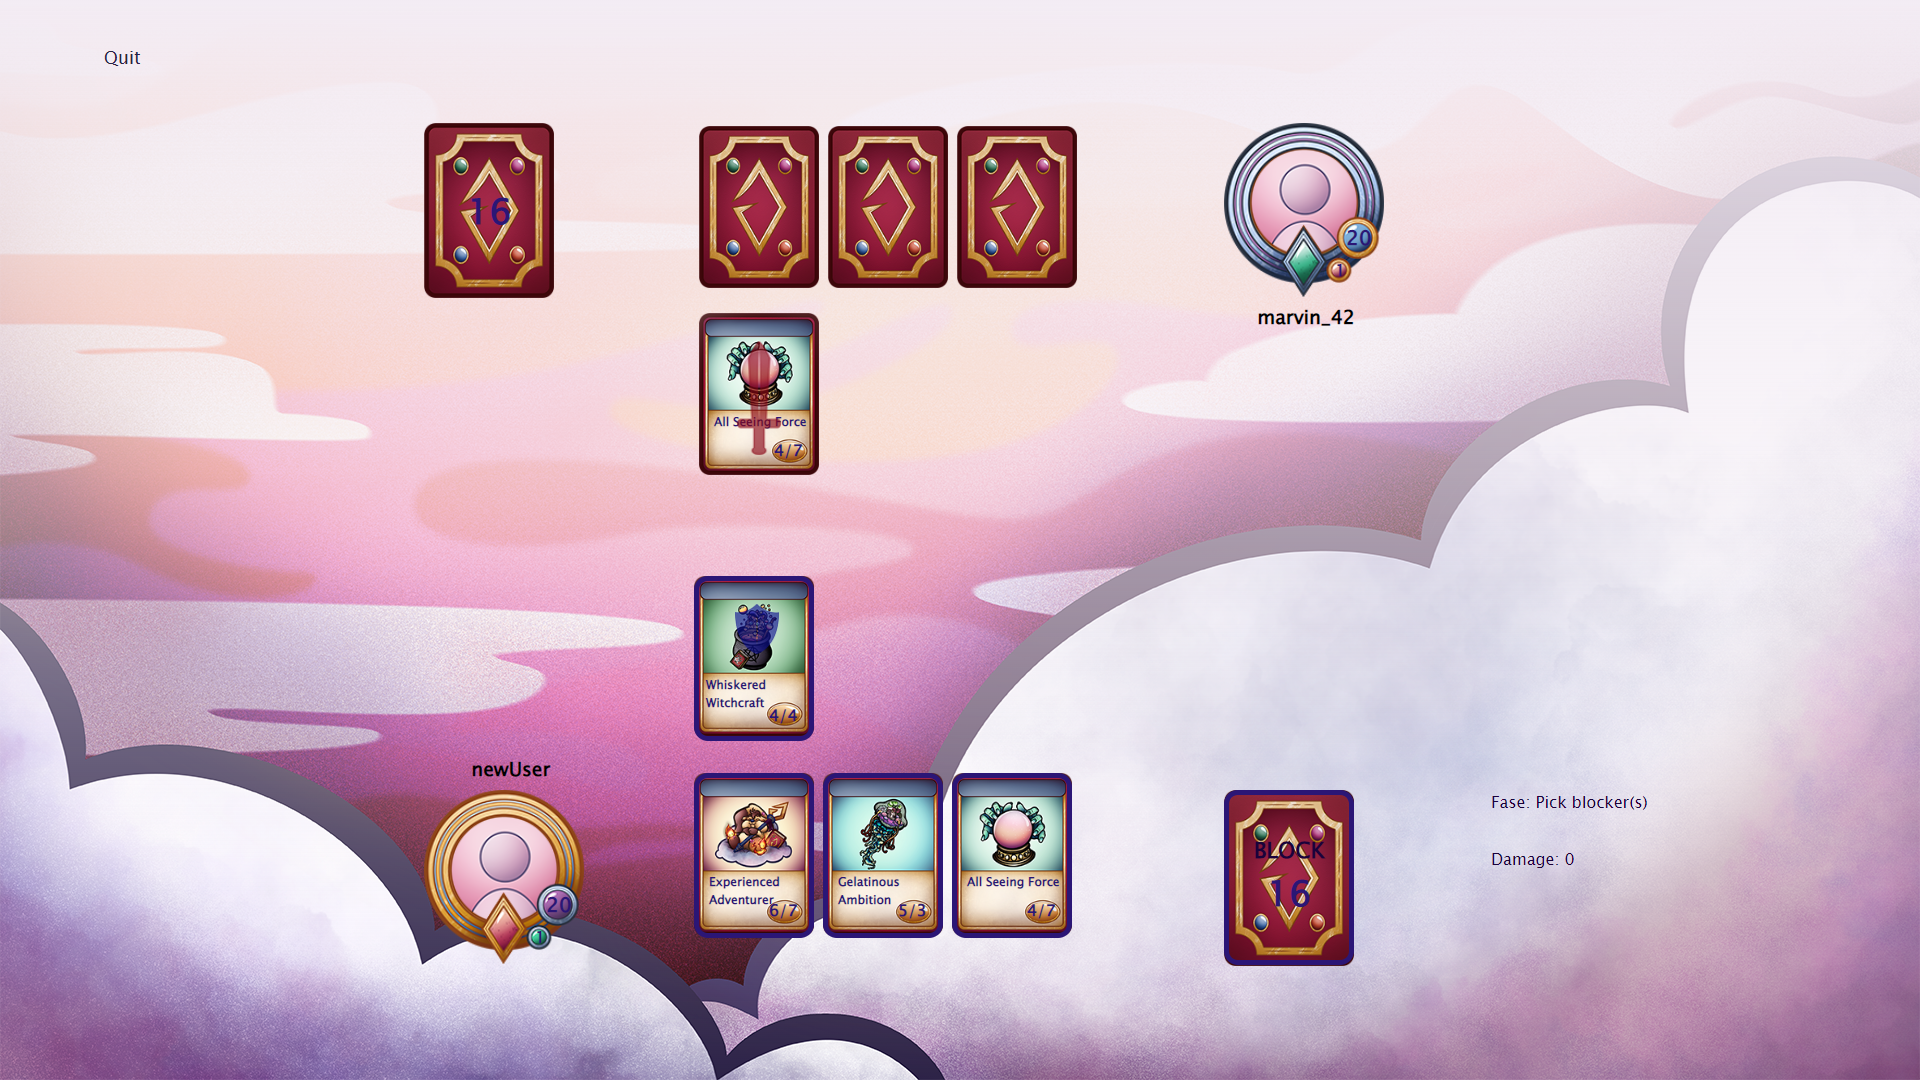 Quit
16
20
1
marvin_42
All Seeing Force
4/7
Whiskered
Witchcraft
4/4
newUser
20
1
Experienced
Adventurer
6/7
Gelatinous
Ambition
5/3
All Seeing Force
4/7
BLOCK
16
Fase: Pick blocker(s)
Damage: 0